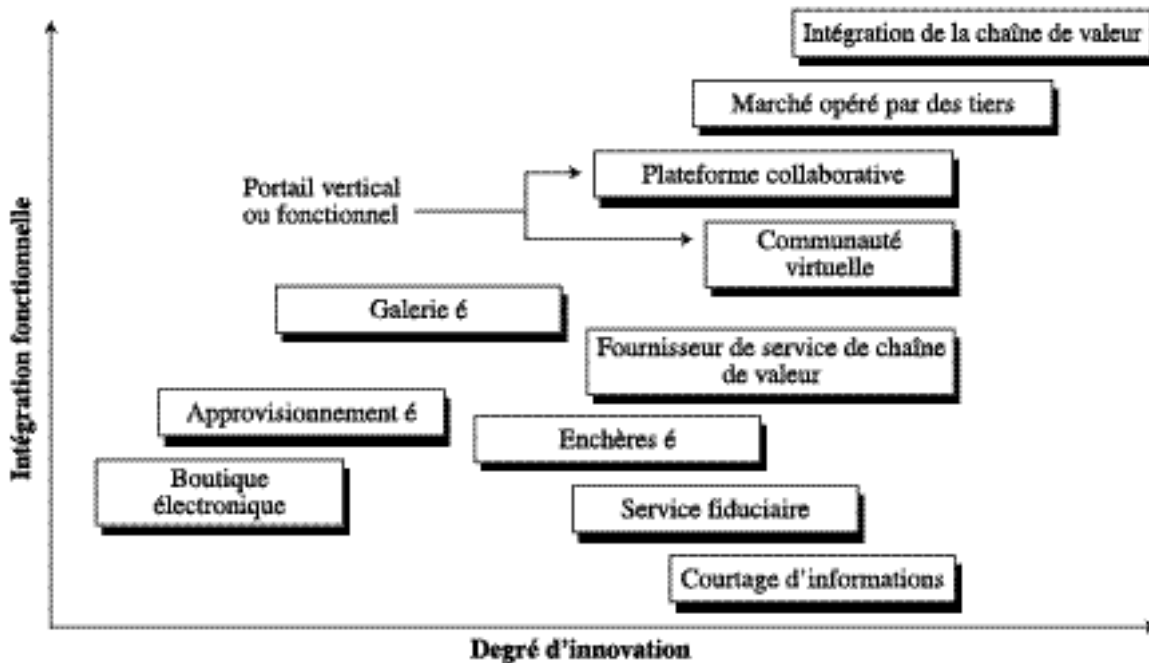 Intégration de la chaîne de valeur
Marché opéré par des tiers
Plateforme collaborative
Portail vertical
ou fonctionnel
Communauté
virtuelle
Galerie é
Fournisseur de service de chaîne
de valeur
Approvisionnement é
Enchères é
Boutique
électronique
Service fiduciaire
Courtage d'informations
Intégration fonctionnelle
Degré d'innovation